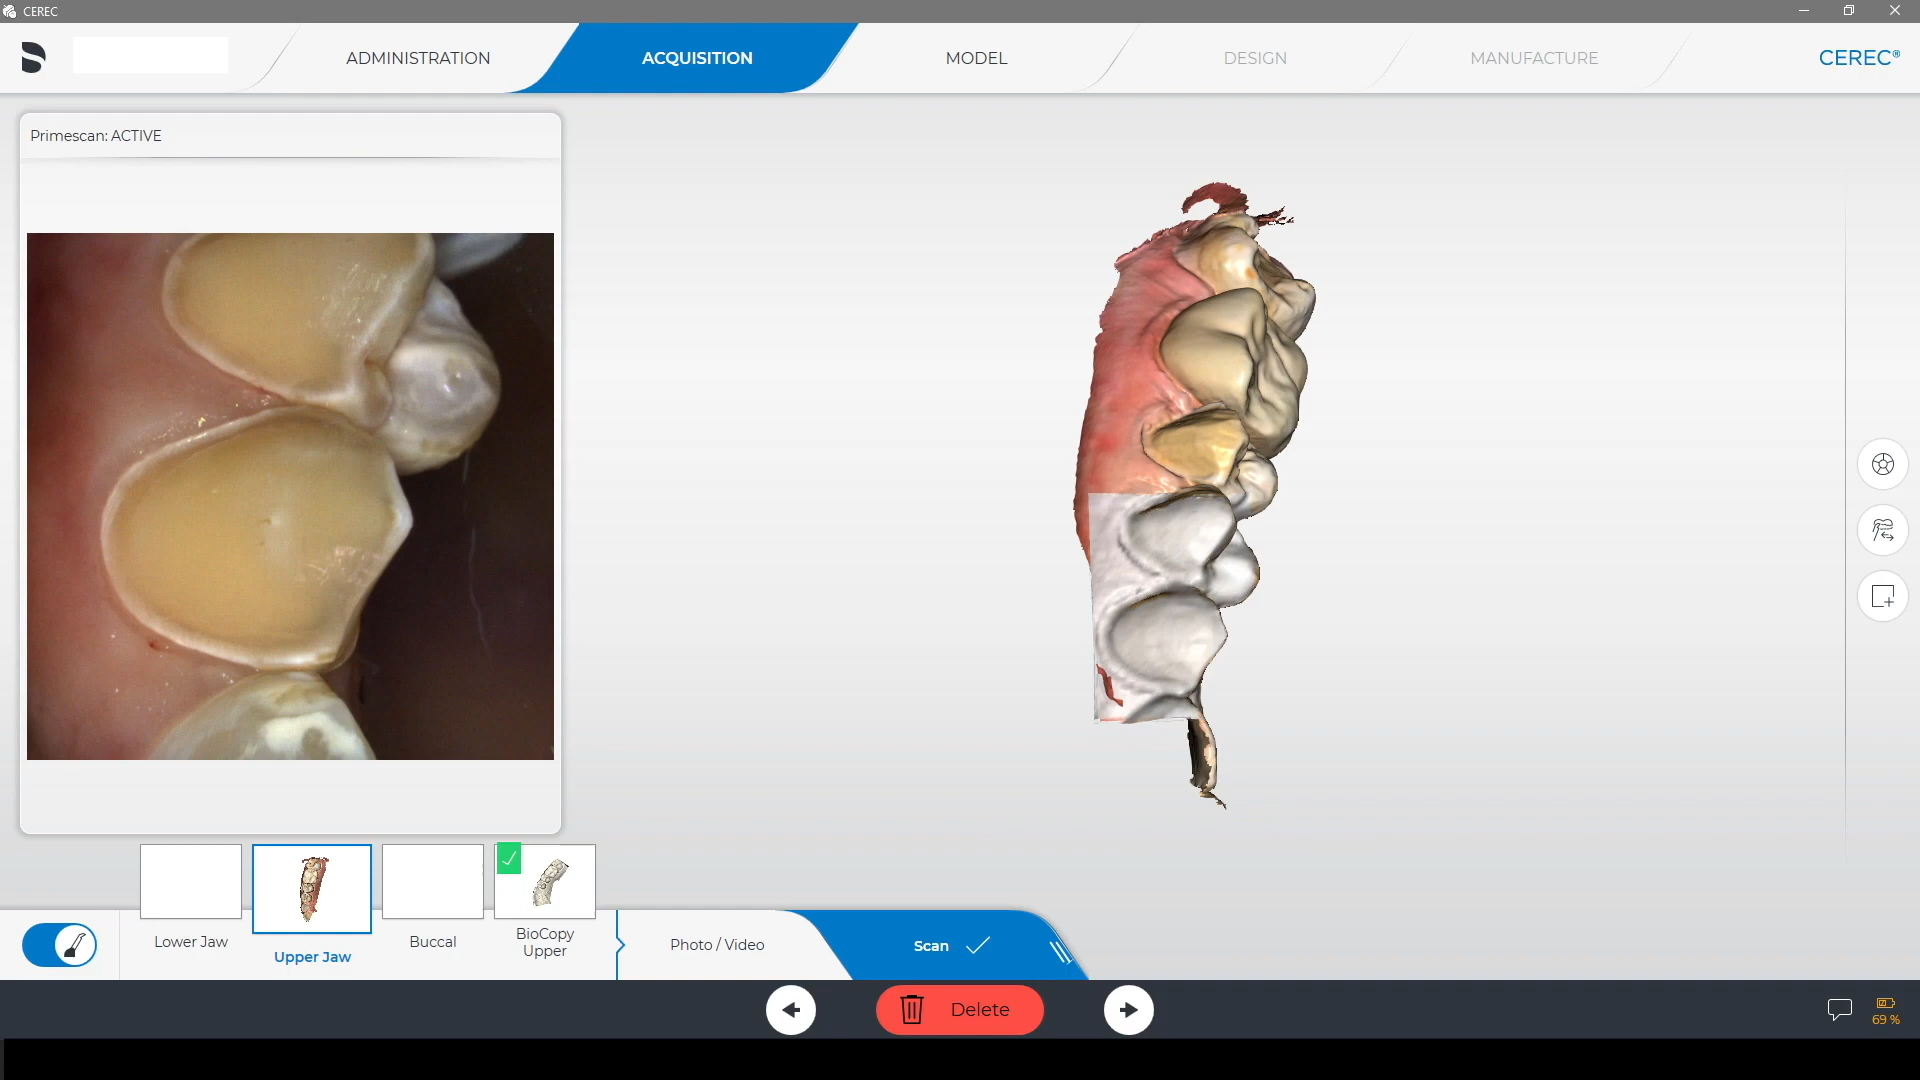 CEREC
ADMINISTRATION
ACQUISITION
MODEL
DESIGN
MANUFACTURE
CEREC®
Primescan: ACTIVE
Lower Jaw
Upper Jaw
Buccal
BioCopy
Upper
Photo / Video
Scan
Delete
69 %